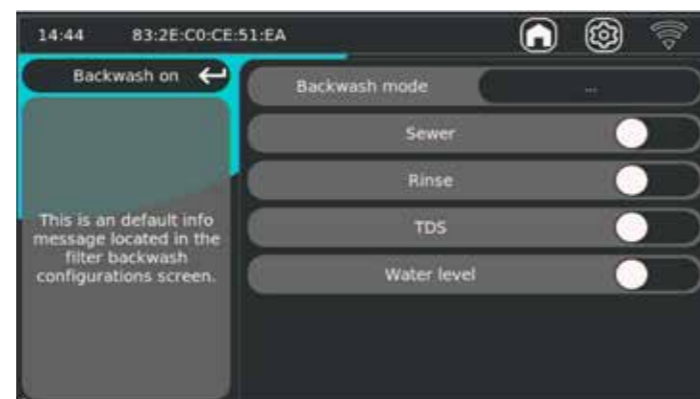 14:44 83:2E:C0:CE:51:EA
Backwash on
Backwash mode ...
Sewer
Rinse
TDS
Water level
This is an default info
message located in the
filter backwash
configurations screen.